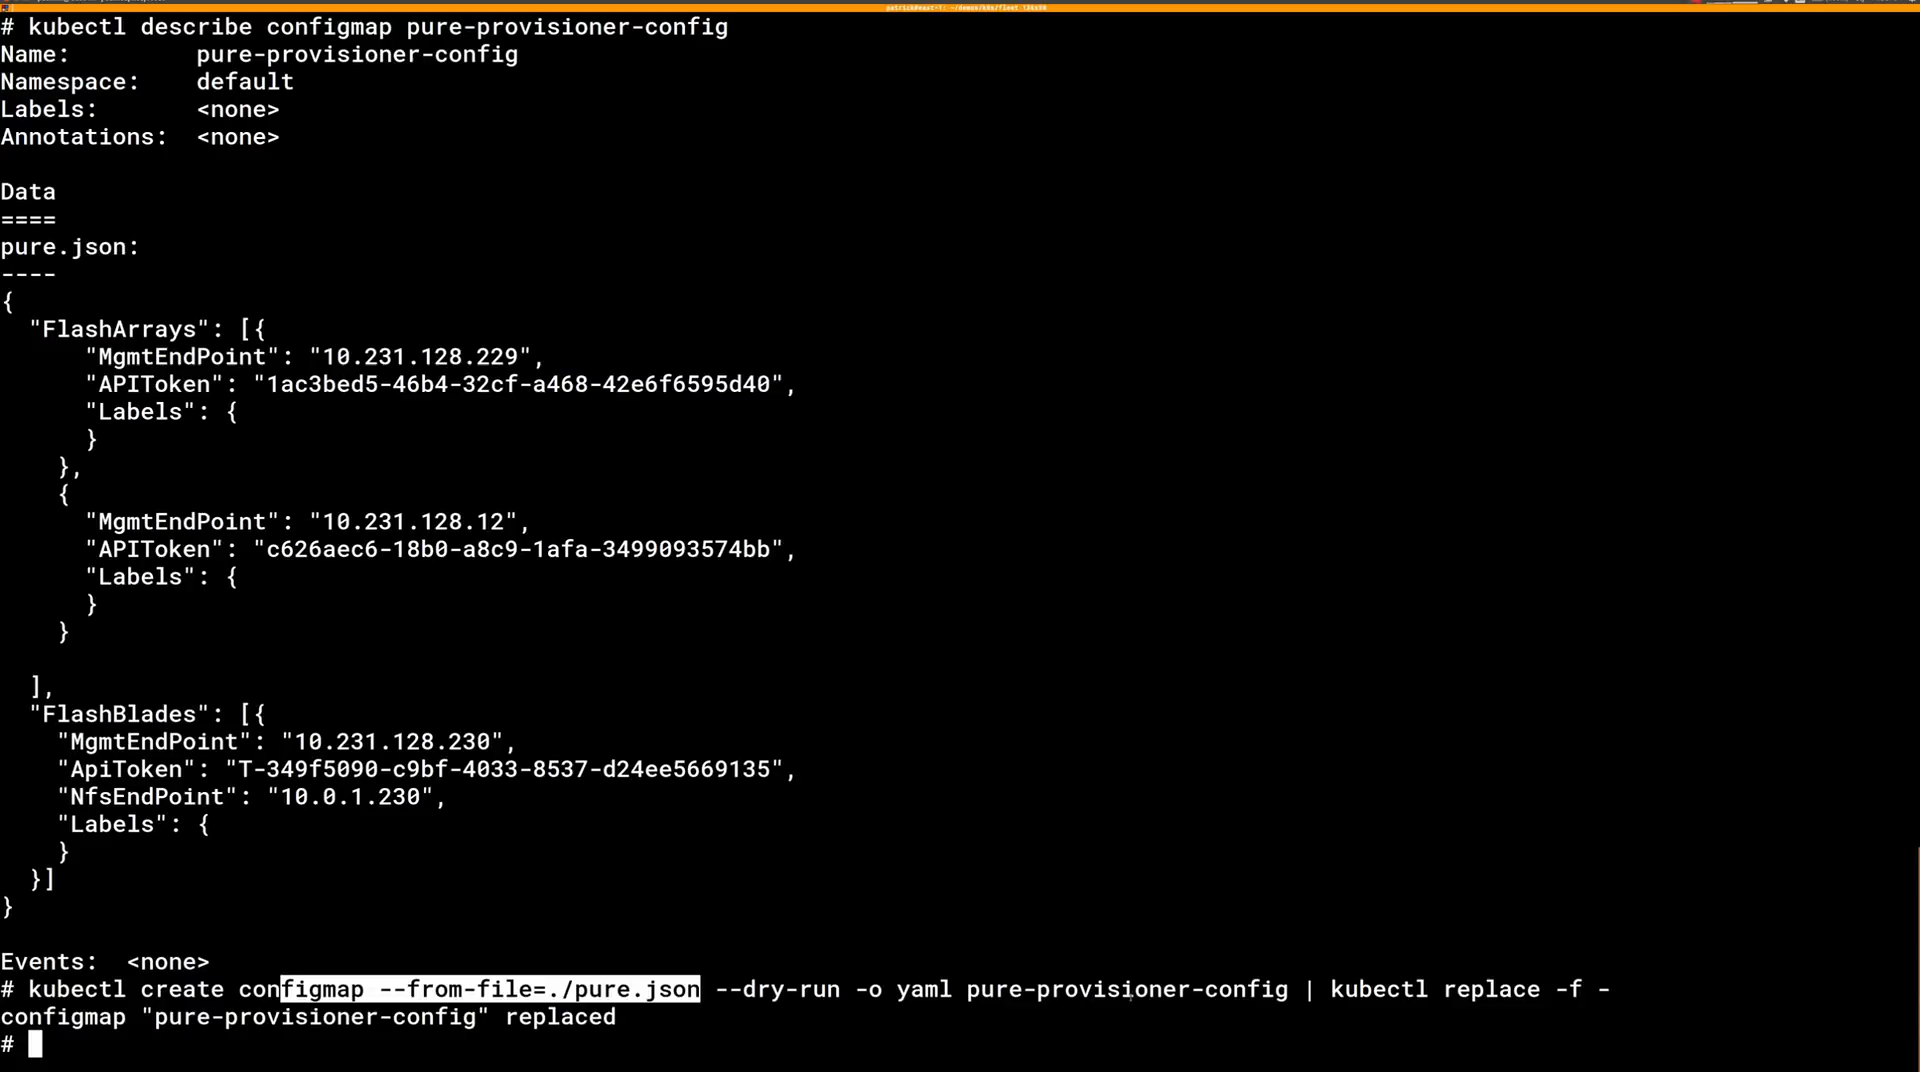 # kubectl describe configmap pure-provisioner-config
Name:         pure-provisioner-config
Namespace:    default
Labels:       <none>
Annotations:  <none>

Data
====
pure.json:
----
{
  "FlashArrays": [{
      "MgmtEndPoint": "10.231.128.229",
      "APIToken": "1ac3bed5-46b4-32cf-a468-42e6f6595d40",
      "Labels": {
      }
    },
    {
      "MgmtEndPoint": "10.231.128.12",
      "APIToken": "c626aec6-18b0-a8c9-1afa-3499093574bb",
      "Labels": {
      }
    }

  ],
  "FlashBlades": [{
    "MgmtEndPoint": "10.231.128.230",
    "ApiToken": "T-349f5090-c9bf-4033-8537-d24ee5669135",
    "NfsEndPoint": "10.0.1.230",
    "Labels": {
    }
  }]
}

Events:  <none>
# kubectl create configmap --from-file=./pure.json --dry-run -o yaml pure-provisioner-config | kubectl replace -f -
configmap "pure-provisioner-config" replaced
#